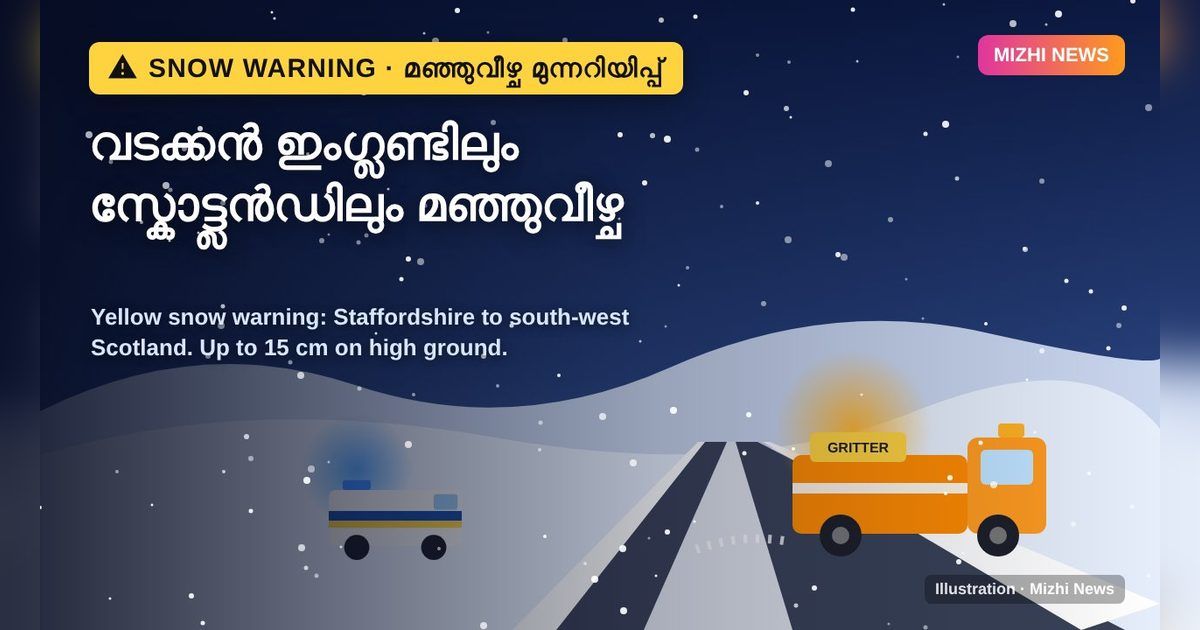 SNOW WARNING · മഞ്ഞുവീഴ്ച മുന്നറിയിപ്പ്
MIZHI NEWS
വടക്കൻ ഇംഗ്ലണ്ടിലും
സ്കോട്ട്ലൻഡിലും മഞ്ഞുവീഴ്ച
Yellow snow warning: Staffordshire to south-west
Scotland. Up to 15 cm on high ground.
GRITTER
Illustration · Mizhi News